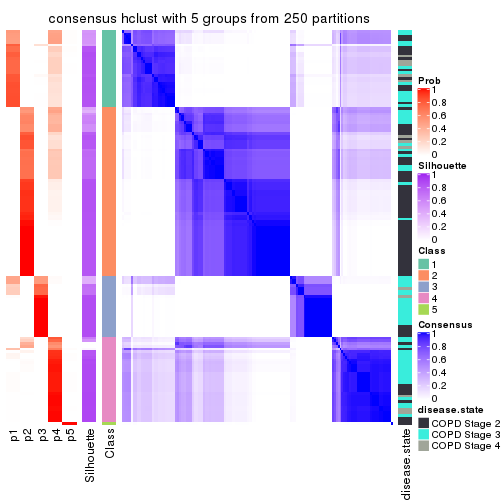 consensus hclust with 5 groups from 250 partitions
p1
p2
p3
p4
p5
Silhouette
Class
disease.state
Prob
1
0.8
0.6
0.4
0.2
0
Silhouette
1
0.8
0.6
0.4
0.2
0
Class
1
2
3
4
5
Consensus
1
0.8
0.6
0.4
0.2
0
disease.state
COPD Stage 2
COPD Stage 3
COPD Stage 4